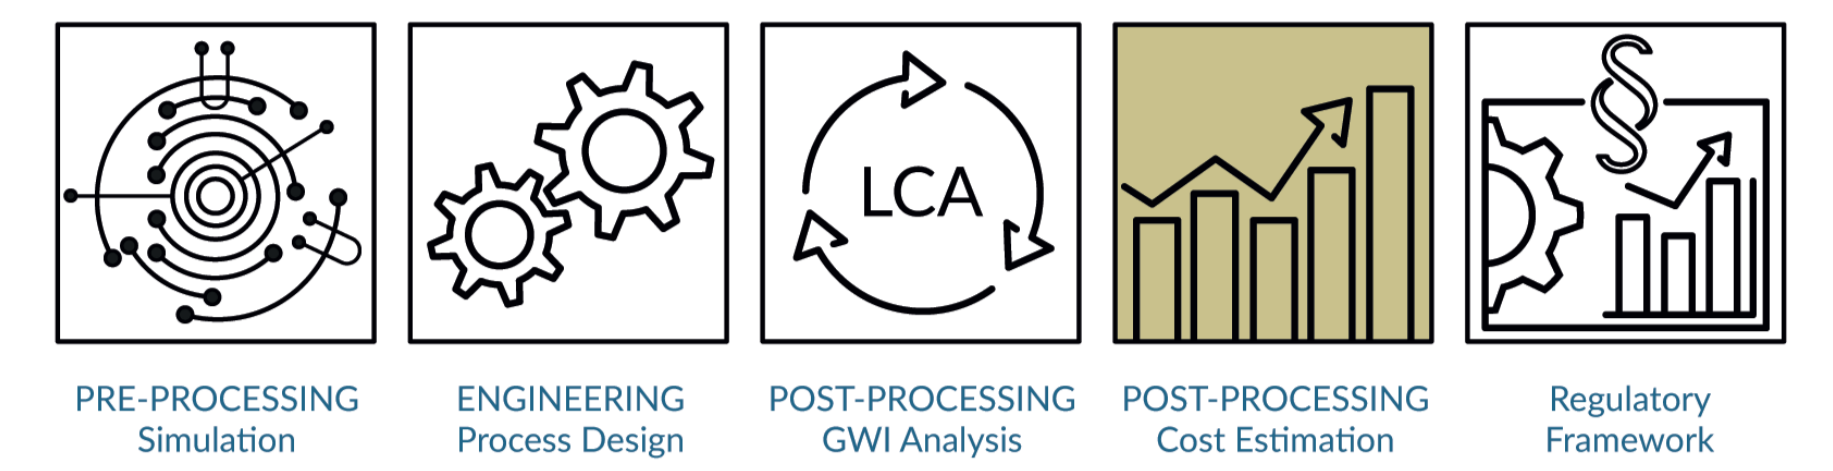 LCA
§
PRE-PROCESSING
Simulation
ENGINEERING
Process Design
POST-PROCESSING
GWI Analysis
POST-PROCESSING
Cost Estimation
Regulatory
Framework